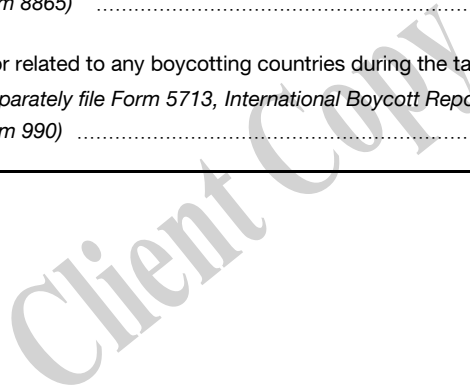 m 8865)
or related to any boycotting countries during the ta
parately file Form 5713, International Boycott Repo
m 990)
Client Copy